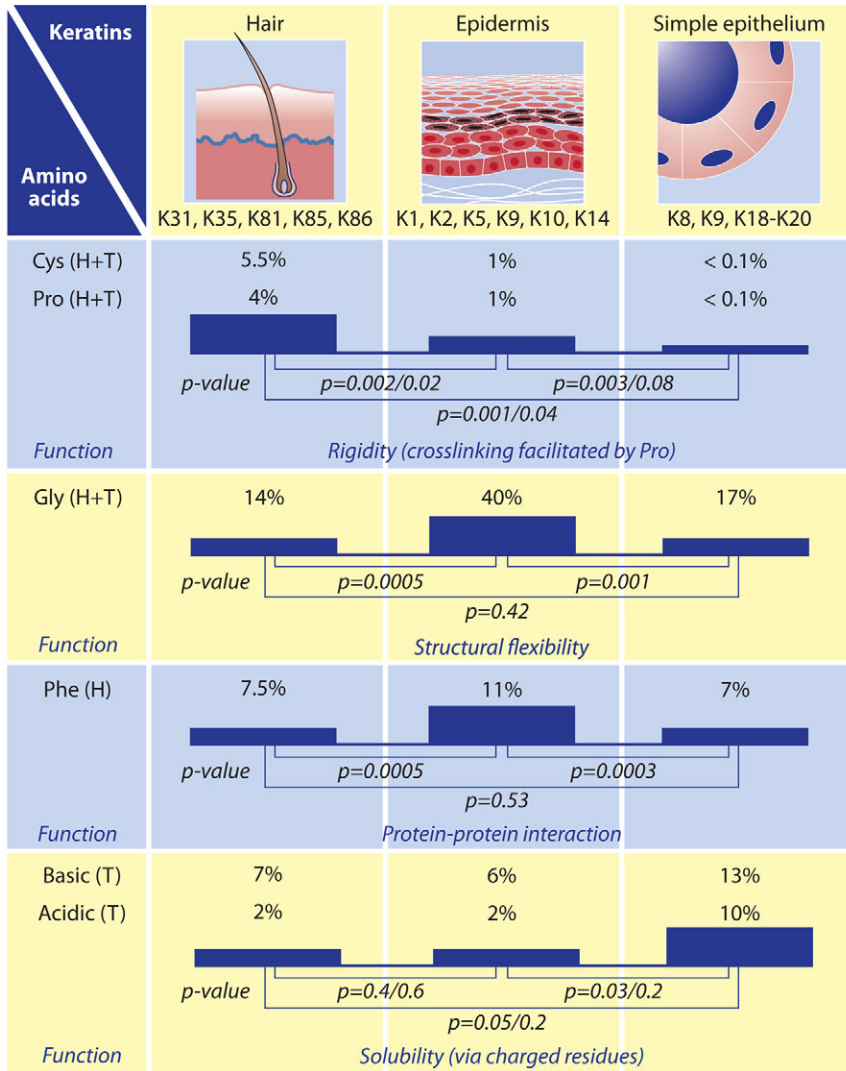 Keratins
Amino
acids
Hair
Epidermis
Simple epithelium
K31, K35, K81, K85, K86
K1, K2, K5, K9, K10, K14
K8, K9, K18-K20
Cys (H+T) 5.5% 1% < 0.1%
Pro (H+T) 4% 1% < 0.1%
p-value p=0.002/0.02 p=0.003/0.08
p=0.001/0.04
Function Rigidity (crosslinking facilitated by Pro)
Gly (H+T) 14% 40% 17%
p-value p=0.0005 p=0.001
p=0.42
Function Structural flexibility
Phe (H) 7.5% 11% 7%
p-value p=0.0005 p=0.0003
p=0.53
Function Protein-protein interaction
Basic (T) 7% 6% 13%
Acidic (T) 2% 2% 10%
p-value p=0.4/0.6 p=0.03/0.2
p=0.05/0.2
Function Solubility (via charged residues)